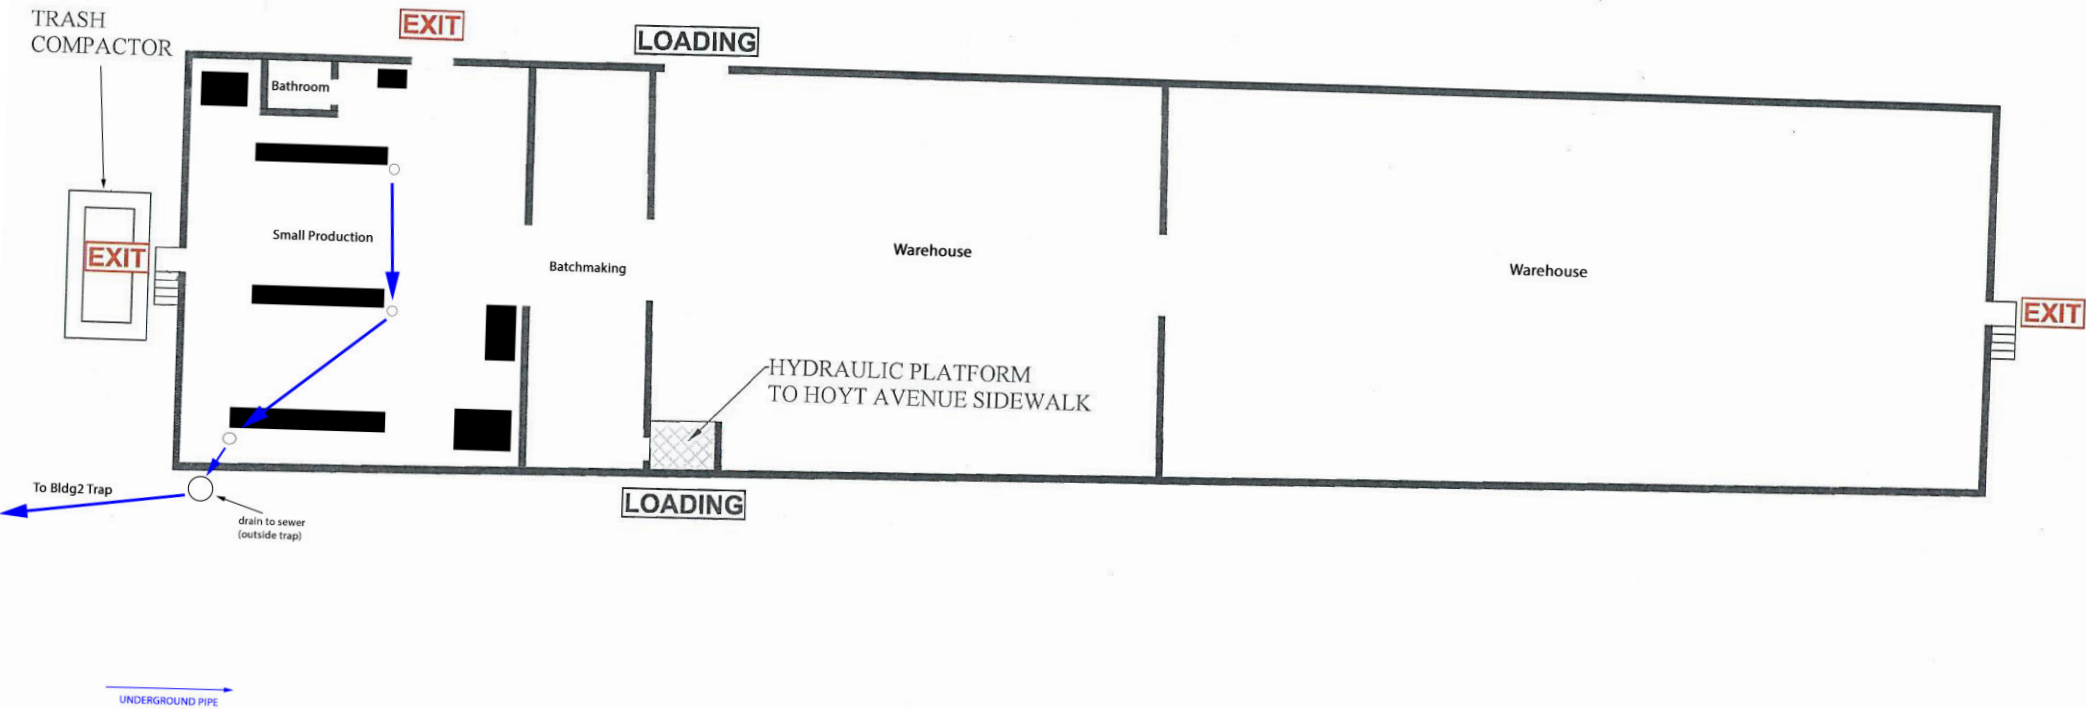 TRASH
COMPACTOR
EXIT
LOADING
Bathroom
Small Production
EXIT
Batchmaking
Warehouse
Warehouse
EXIT
HYDRAULIC PLATFORM
TO HOYT AVENUE SIDEWALK
To Bldg2 Trap
LOADING
drain to sewer
(outside trap)
UNDERGROUND PIPE